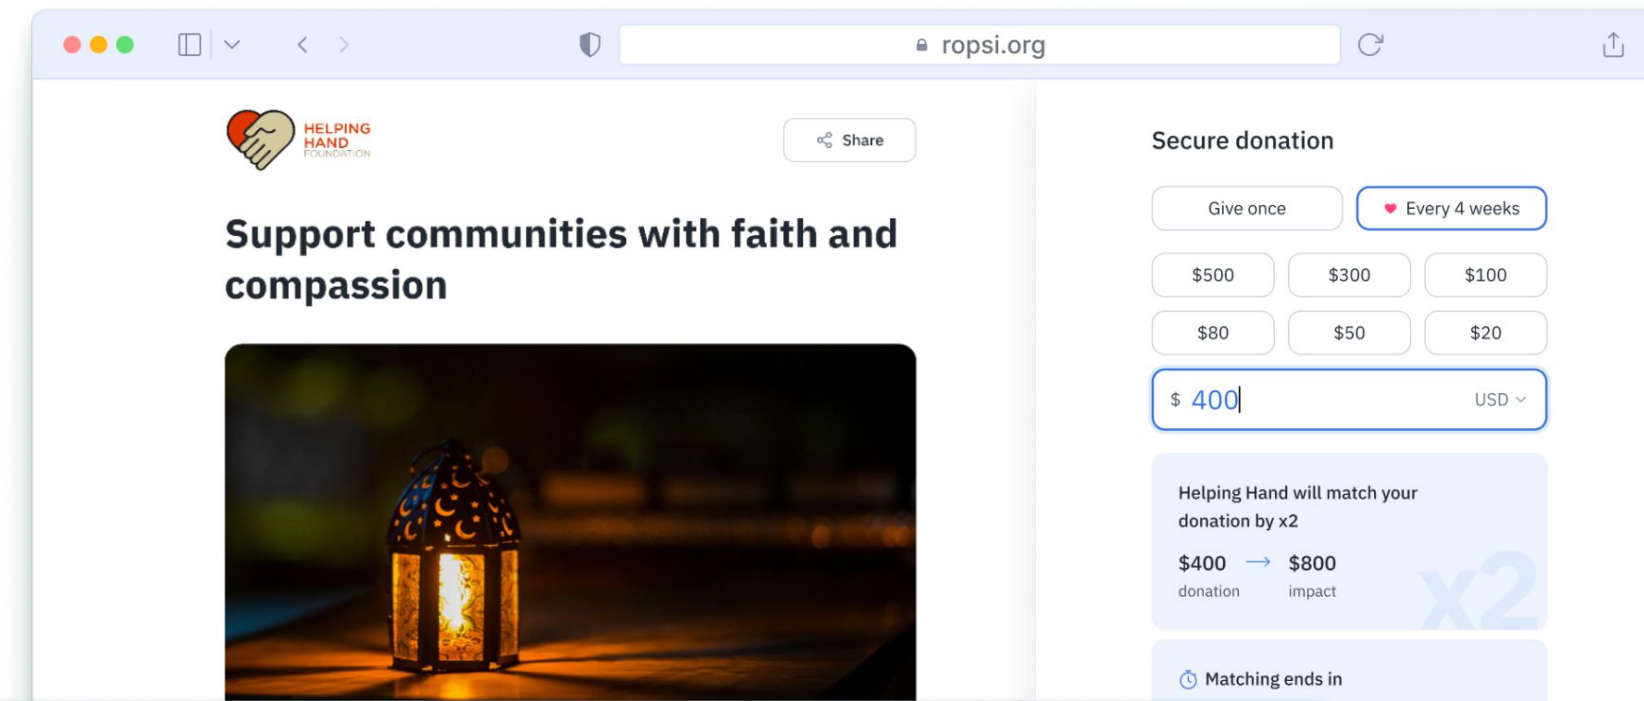 ropsi.org
HELPING
HAND
FOUNDATION
Share
Support communities with faith and
compassion
Secure donation
Give once
Every 4 weeks
$500
$300
$100
$80
$50
$20
$ 400
USD
Helping Hand will match your
donation by x2
$400 → $800
donation
impact
x2
Matching ends in